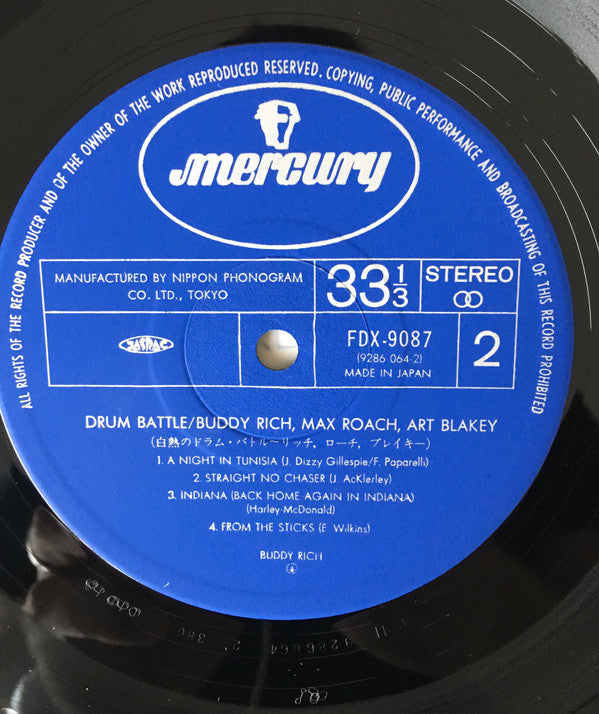 ALL RIGHTS OF THE RECORD PRODUCER AND OF THE OWNER OF THE WORK REPRODUCED RESERVED. COPYING, PUBLIC PERFORMANCE AND BROADCASTING OF THIS RECORD PROHIBITED
mercury
MANUFACTURED BY NIPPON PHONOGRAM
CO. LTD., TOKYO
33 1/3
STEREO
JASRAC
FDX-9087
(9286 064-2)
MADE IN JAPAN
2
DRUM BATTLE/BUDDY RICH, MAX ROACH, ART BLAKEY
(白熱のドラム・バトル〜リッチ, ローチ, ブレイキー)
1. A NIGHT IN TUNISIA (J. Dizzy Gillespie/F. Paparelli)
2. STRAIGHT NO CHASER (J. AcKlerley)
3. INDIANA (BACK HOME AGAIN IN INDIANA)
(Harley-McDonald)
4. FROM THE STICKS (E. Wilkins)
BUDDY RICH
4